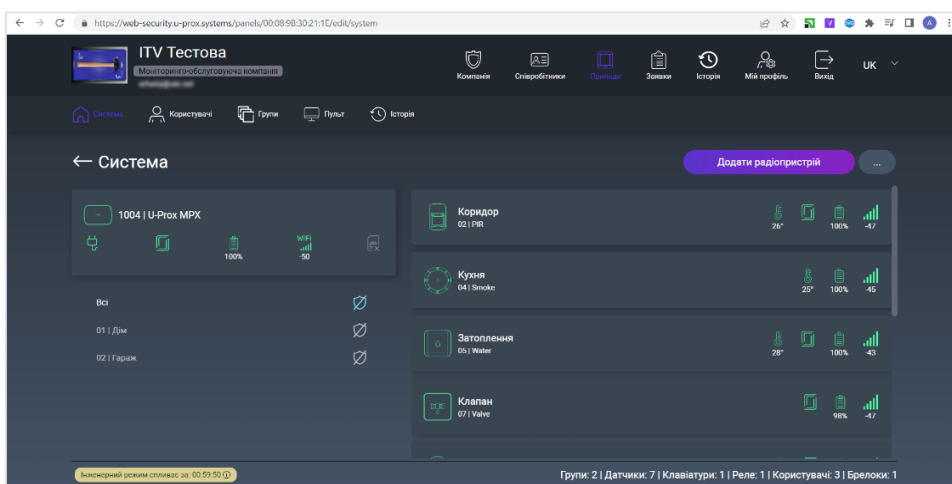 https://web-security.u-prox.systems/panels/00:08:9B:30:21:1E/edit/system
ITV Тестова
Моніторинго-обслуговуюча компанія
Компанія Співробітники Прилади Заявки Історія Мій профіль Вихід UK
Система Користувачі Групи Пульт Історія
← Система
Додати радіопристрій ...
1004 | U-Prox MPX
WiFi
100% -50
Всі
01 | Дім
02 | Гараж
Коридор
02 | PIR
26° 100% -47
Кухня
04 | Smoke
25° 100% -45
Затоплення
05 | Water
28° 100% -43
Клапан
07 | Valve
98% -47
Інженерний режим спливає за: 00:59:50
Групи: 2 | Датчики: 7 | Клавіатури: 1 | Реле: 1 | Користувачі: 3 | Брелоки: 1